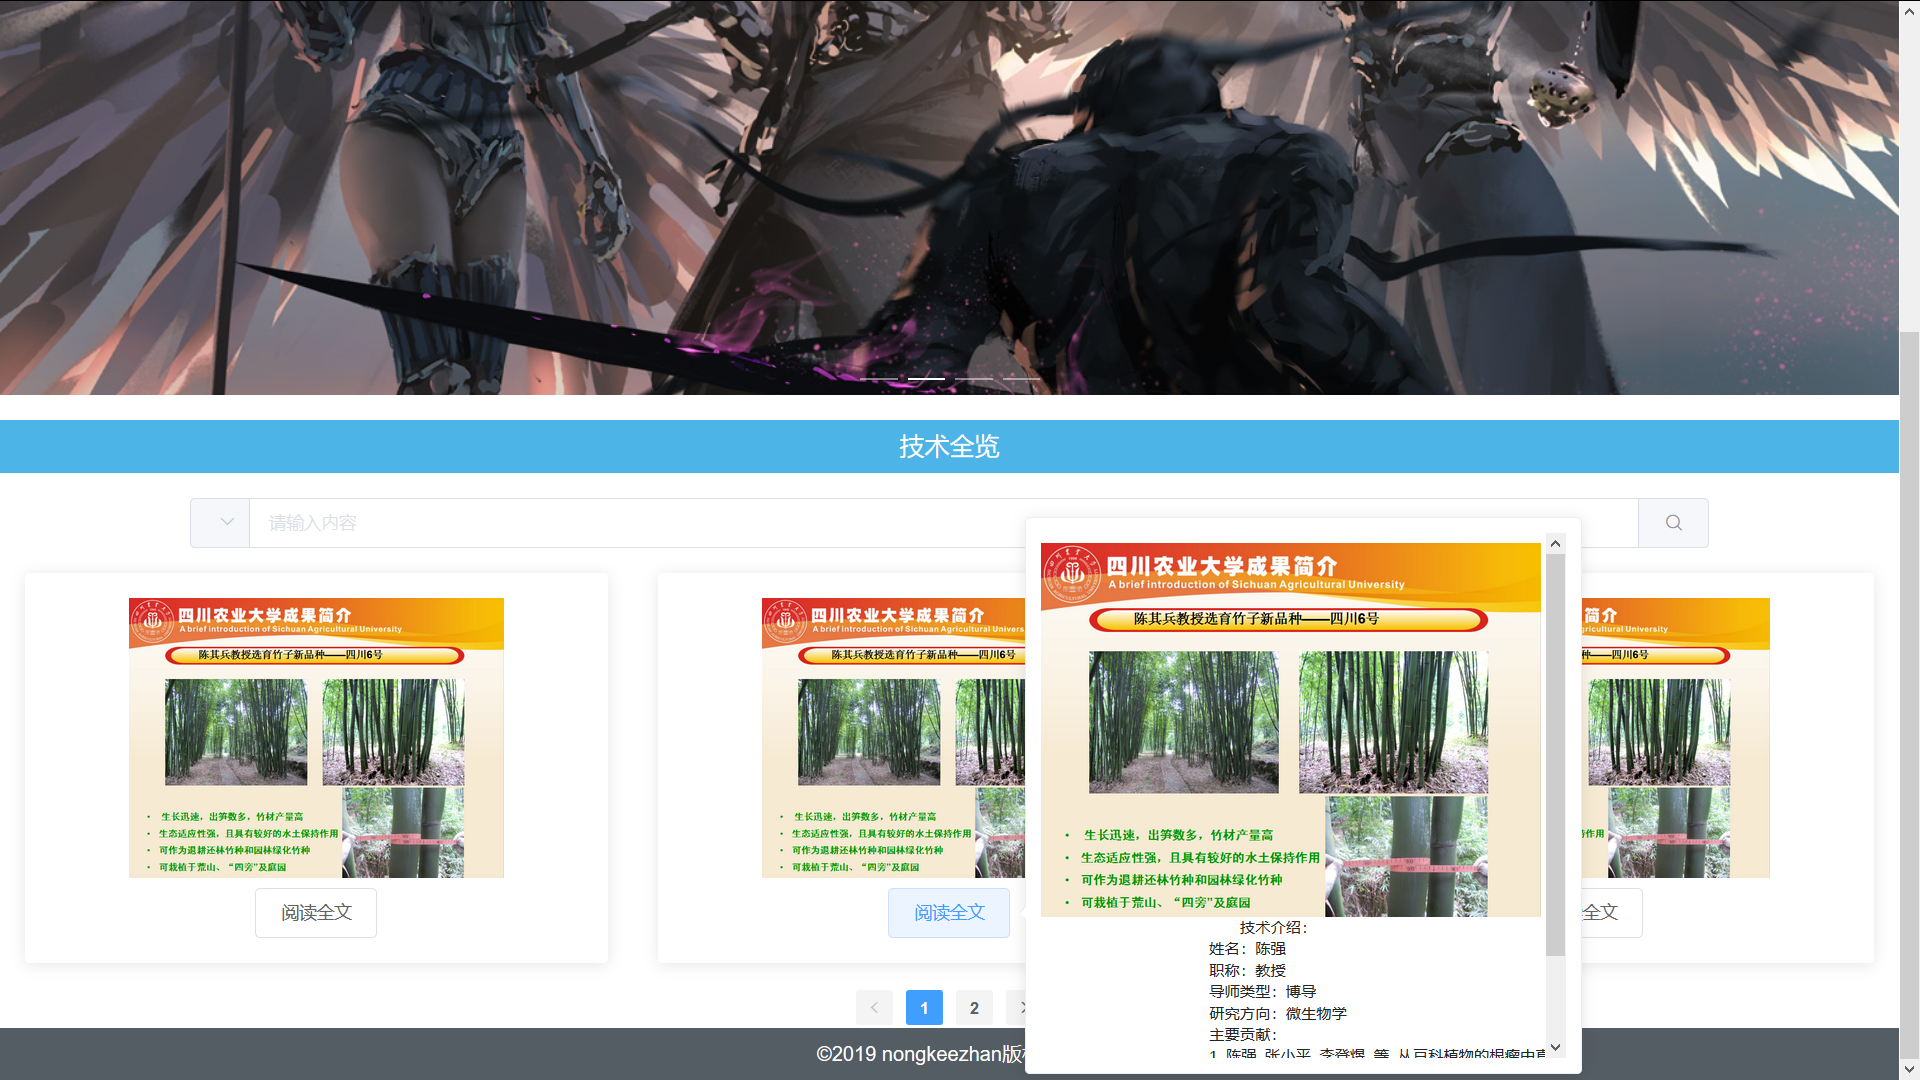 技术全览
请输入内容
四川农业大学成果简介
A brief introduction of Sichuan Agricultural University
陈其兵教授选育竹子新品种——四川6号
• 生长迅速，出笋数多，竹材产量高
• 生态适应性强，且具有较好的水土保持作用
• 可作为退耕还林竹种和园林绿化竹种
• 可栽植于荒山、“四旁”及庭园
阅读全文
四川农业大学成果简介
A brief introduction of Sichuan Agricultural Univers
陈其兵教授选育竹子新品种——四川6号
• 生长迅速，出笋数多，竹材产量高
• 生态适应性强，且具有较好的水土保持作用
• 可作为退耕还林竹种和园林绿化竹种
• 可栽植于荒山、“四旁”及庭园
阅读全文
四川农业大学成果简介
A brief introduction of Sichuan Agricultural University
陈其兵教授选育竹子新品种——四川6号
• 生长迅速，出笋数多，竹材产量高
• 生态适应性强，且具有较好的水土保持作用
• 可作为退耕还林竹种和园林绿化竹种
• 可栽植于荒山、“四旁”及庭园
技术介绍：
姓名：陈强
职称：教授
导师类型：博导
研究方向：微生物学
主要贡献：
1. 陈强, 张小平, 李登煜, 等. 从豆科植物的根瘤中直
简介
gricultural University
种——四川6号
持作用
全文
1
2
©2019 nongkeezhan版